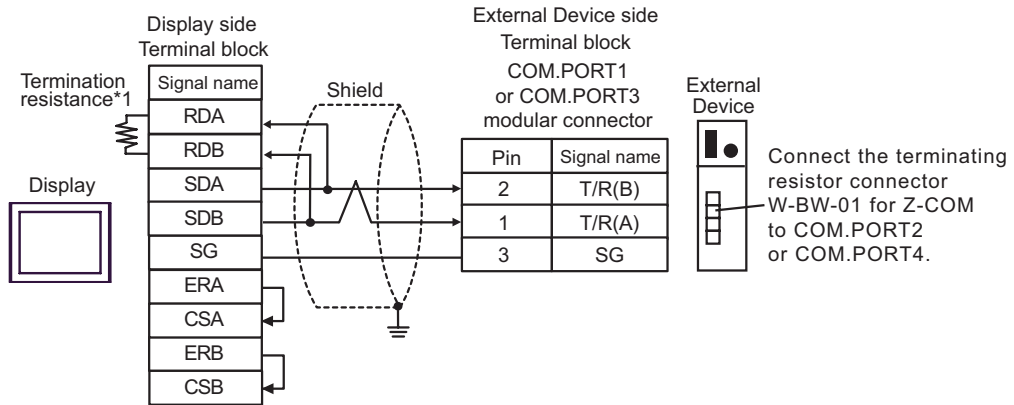 Display side
Terminal block
External Device side
Terminal block
COM.PORT1
or COM.PORT3
modular connector
Termination
resistance*1
Signal name
Shield
External
Device
RDA
RDB
Pin
Signal name
Display
SDA
2
T/R(B)
SDB
1
T/R(A)
SG
3
SG
ERA
CSA
ERB
CSB
Connect the terminating
resistor connector
W-BW-01 for Z-COM
to COM.PORT2
or COM.PORT4.